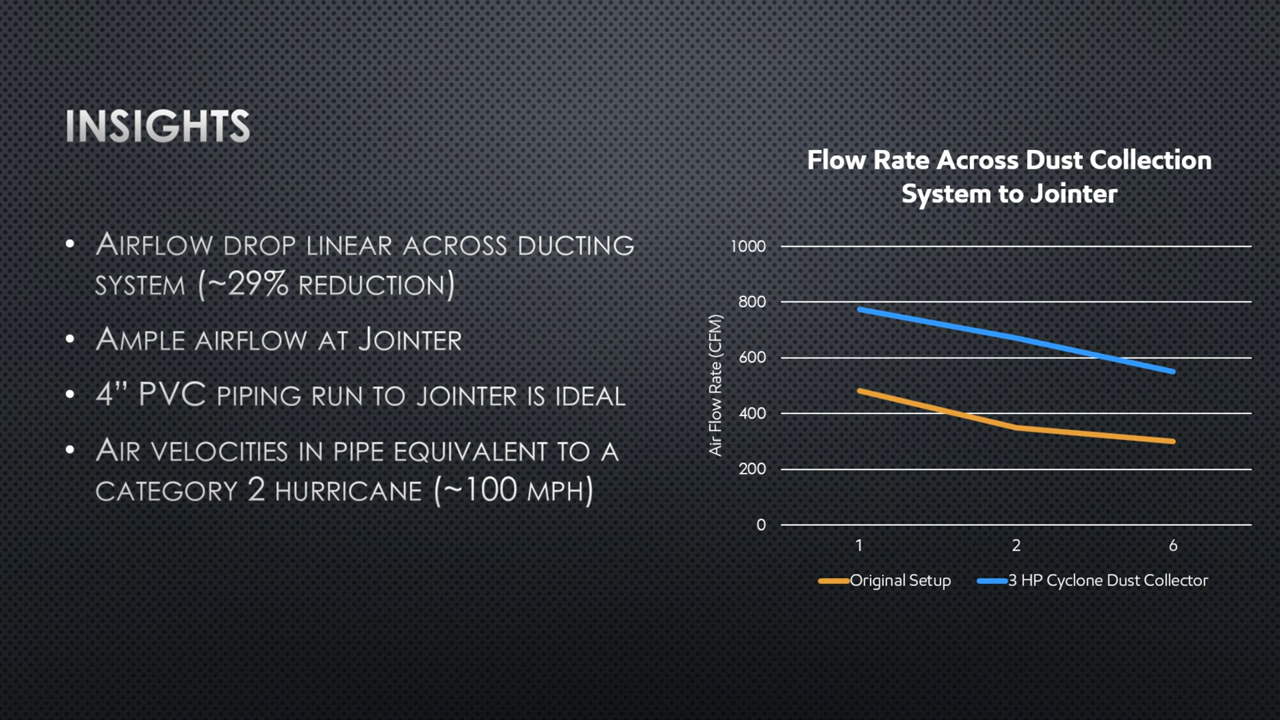 INSIGHTS
• AIRFLOW DROP LINEAR ACROSS DUCTING
SYSTEM (~29% REDUCTION)
• AMPLE AIRFLOW AT JOINTER
• 4” PVC PIPING RUN TO JOINTER IS IDEAL
• AIR VELOCITIES IN PIPE EQUIVALENT TO A
CATEGORY 2 HURRICANE (~100 MPH)
Flow Rate Across Dust Collection
System to Jointer
Air Flow Rate (CFM)
1000
800
600
400
200
0
1 2 6
Original Setup 3 HP Cyclone Dust Collector